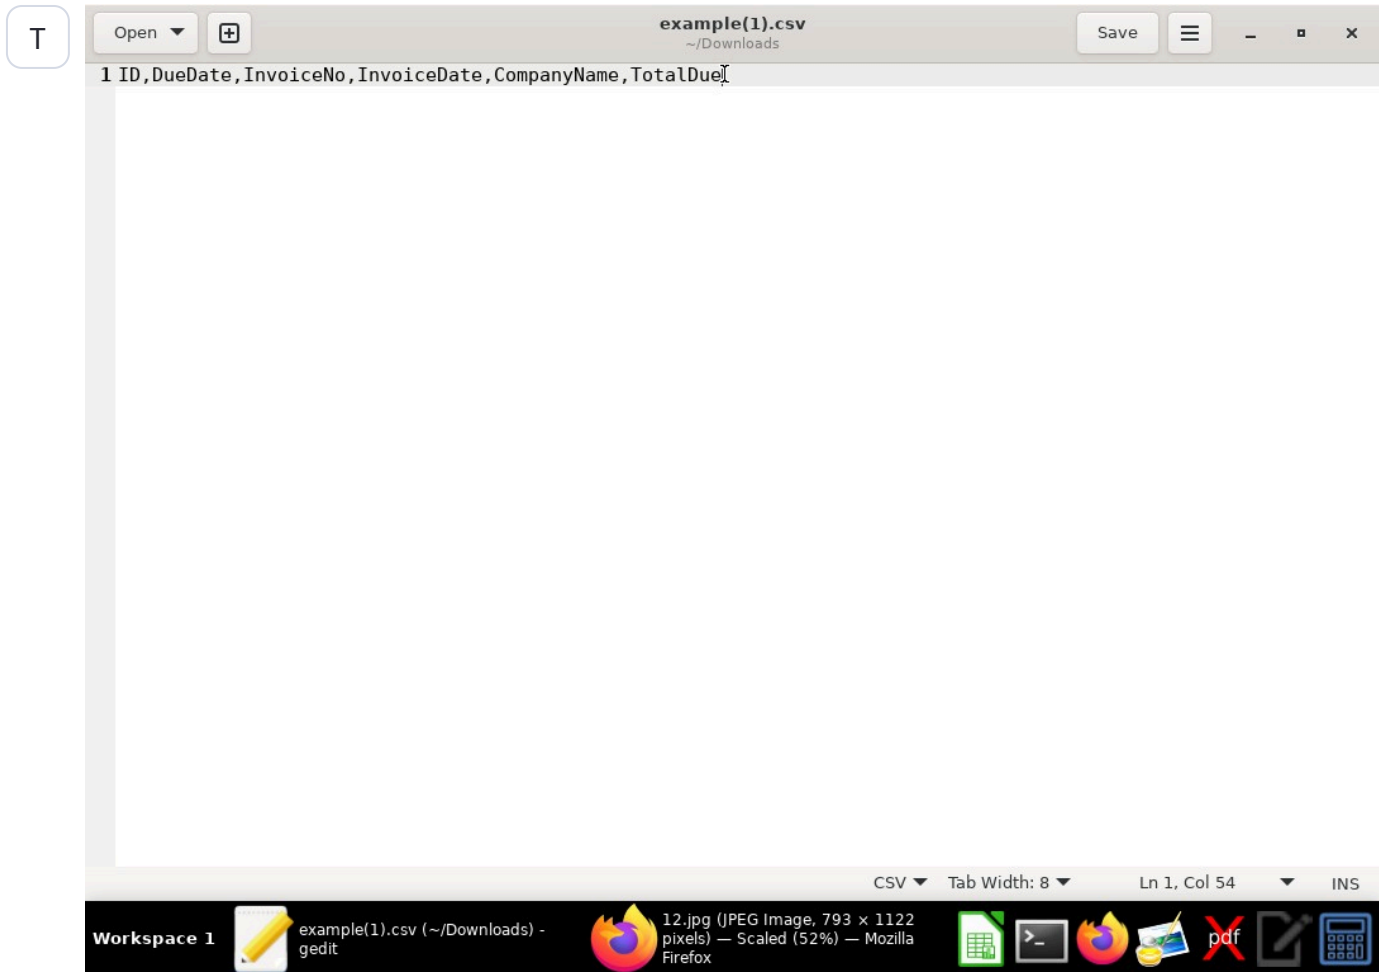 T
Open
example(1).csv
~/Downloads
Save
1 ID,DueDate,InvoiceNo,InvoiceDate,CompanyName,TotalDue
CSV
Tab Width: 8
Ln 1, Col 54
INS
Workspace 1
example(1).csv (~/Downloads) -
gedit
12.jpg (JPEG Image, 793 × 1122
pixels) — Scaled (52%) — Mozilla
Firefox
>_
pdf